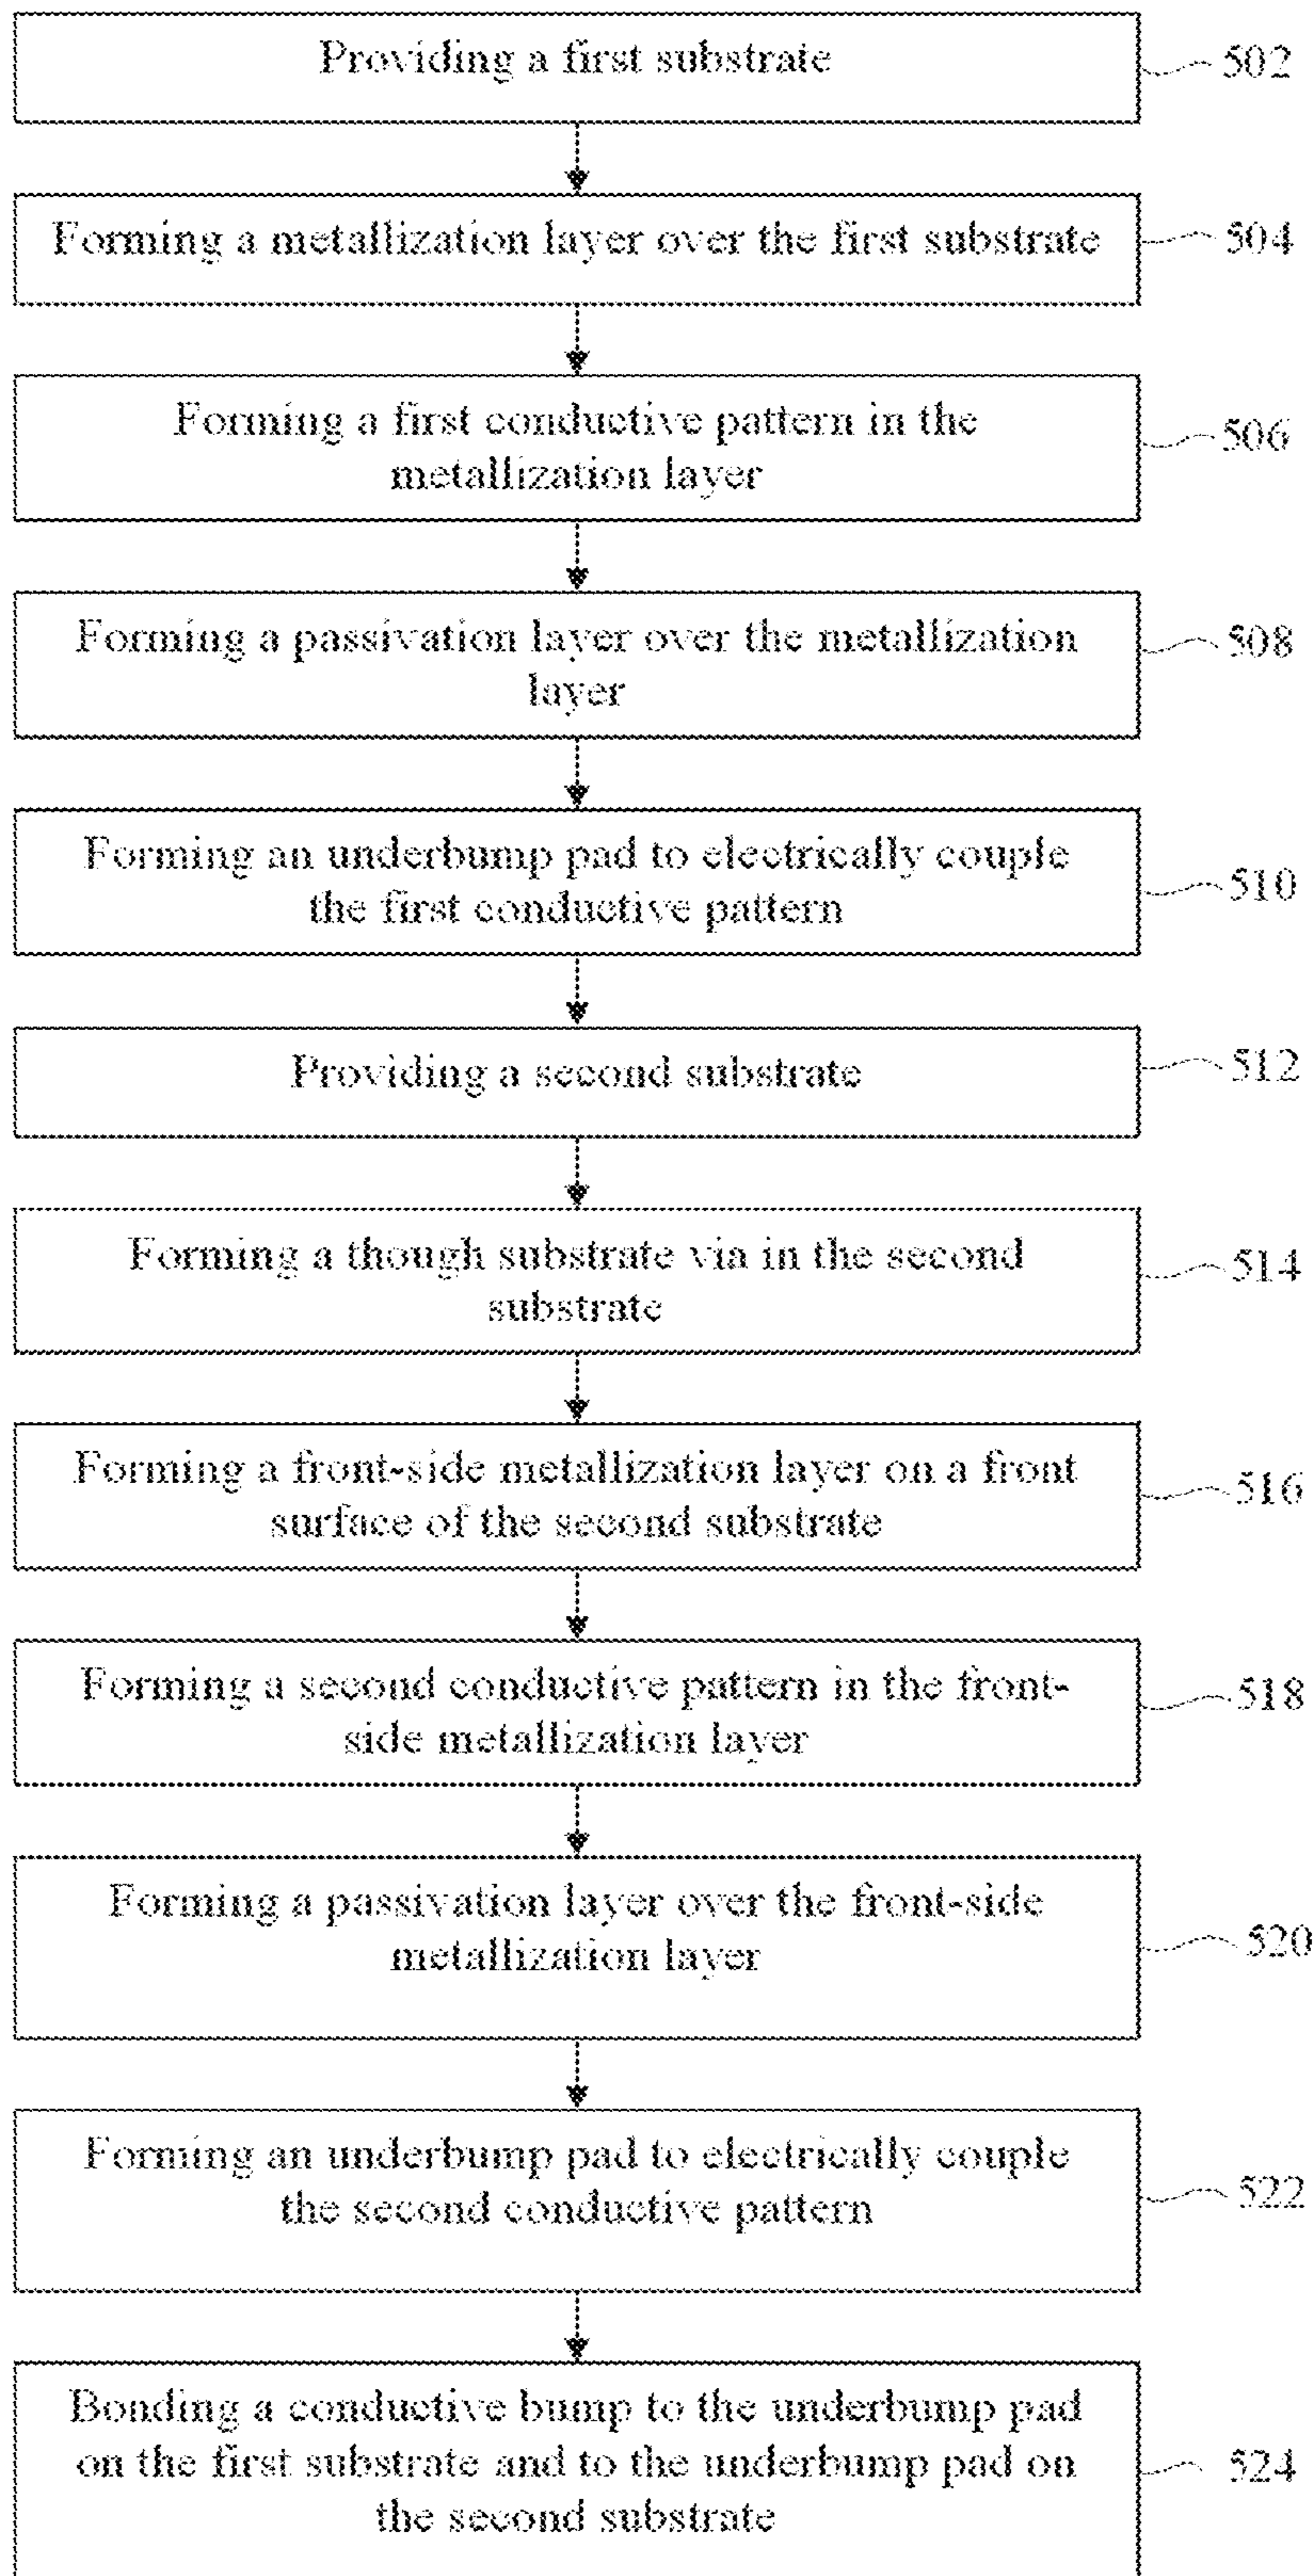 Providing a first substrate
502
Forming a metallization layer over the first substrate
504
Forming a first conductive pattern in the
metallization layer
506
Forming a passivation layer over the metallization
layer
508
Forming an underbump pad to electrically couple
the first conductive pattern
510
Providing a second substrate
512
Forming a though substrate via in the second
substrate
514
Forming a front-side metallization layer on a front
surface of the second substrate
516
Forming a second conductive pattern in the front-
side metallization layer
518
Forming a passivation layer over the front-side
metallization layer
520
Forming an underbump pad to electrically couple
the second conductive pattern
522
Bonding a conductive bump to the underbump pad
on the first substrate and to the underbump pad on
the second substrate
524